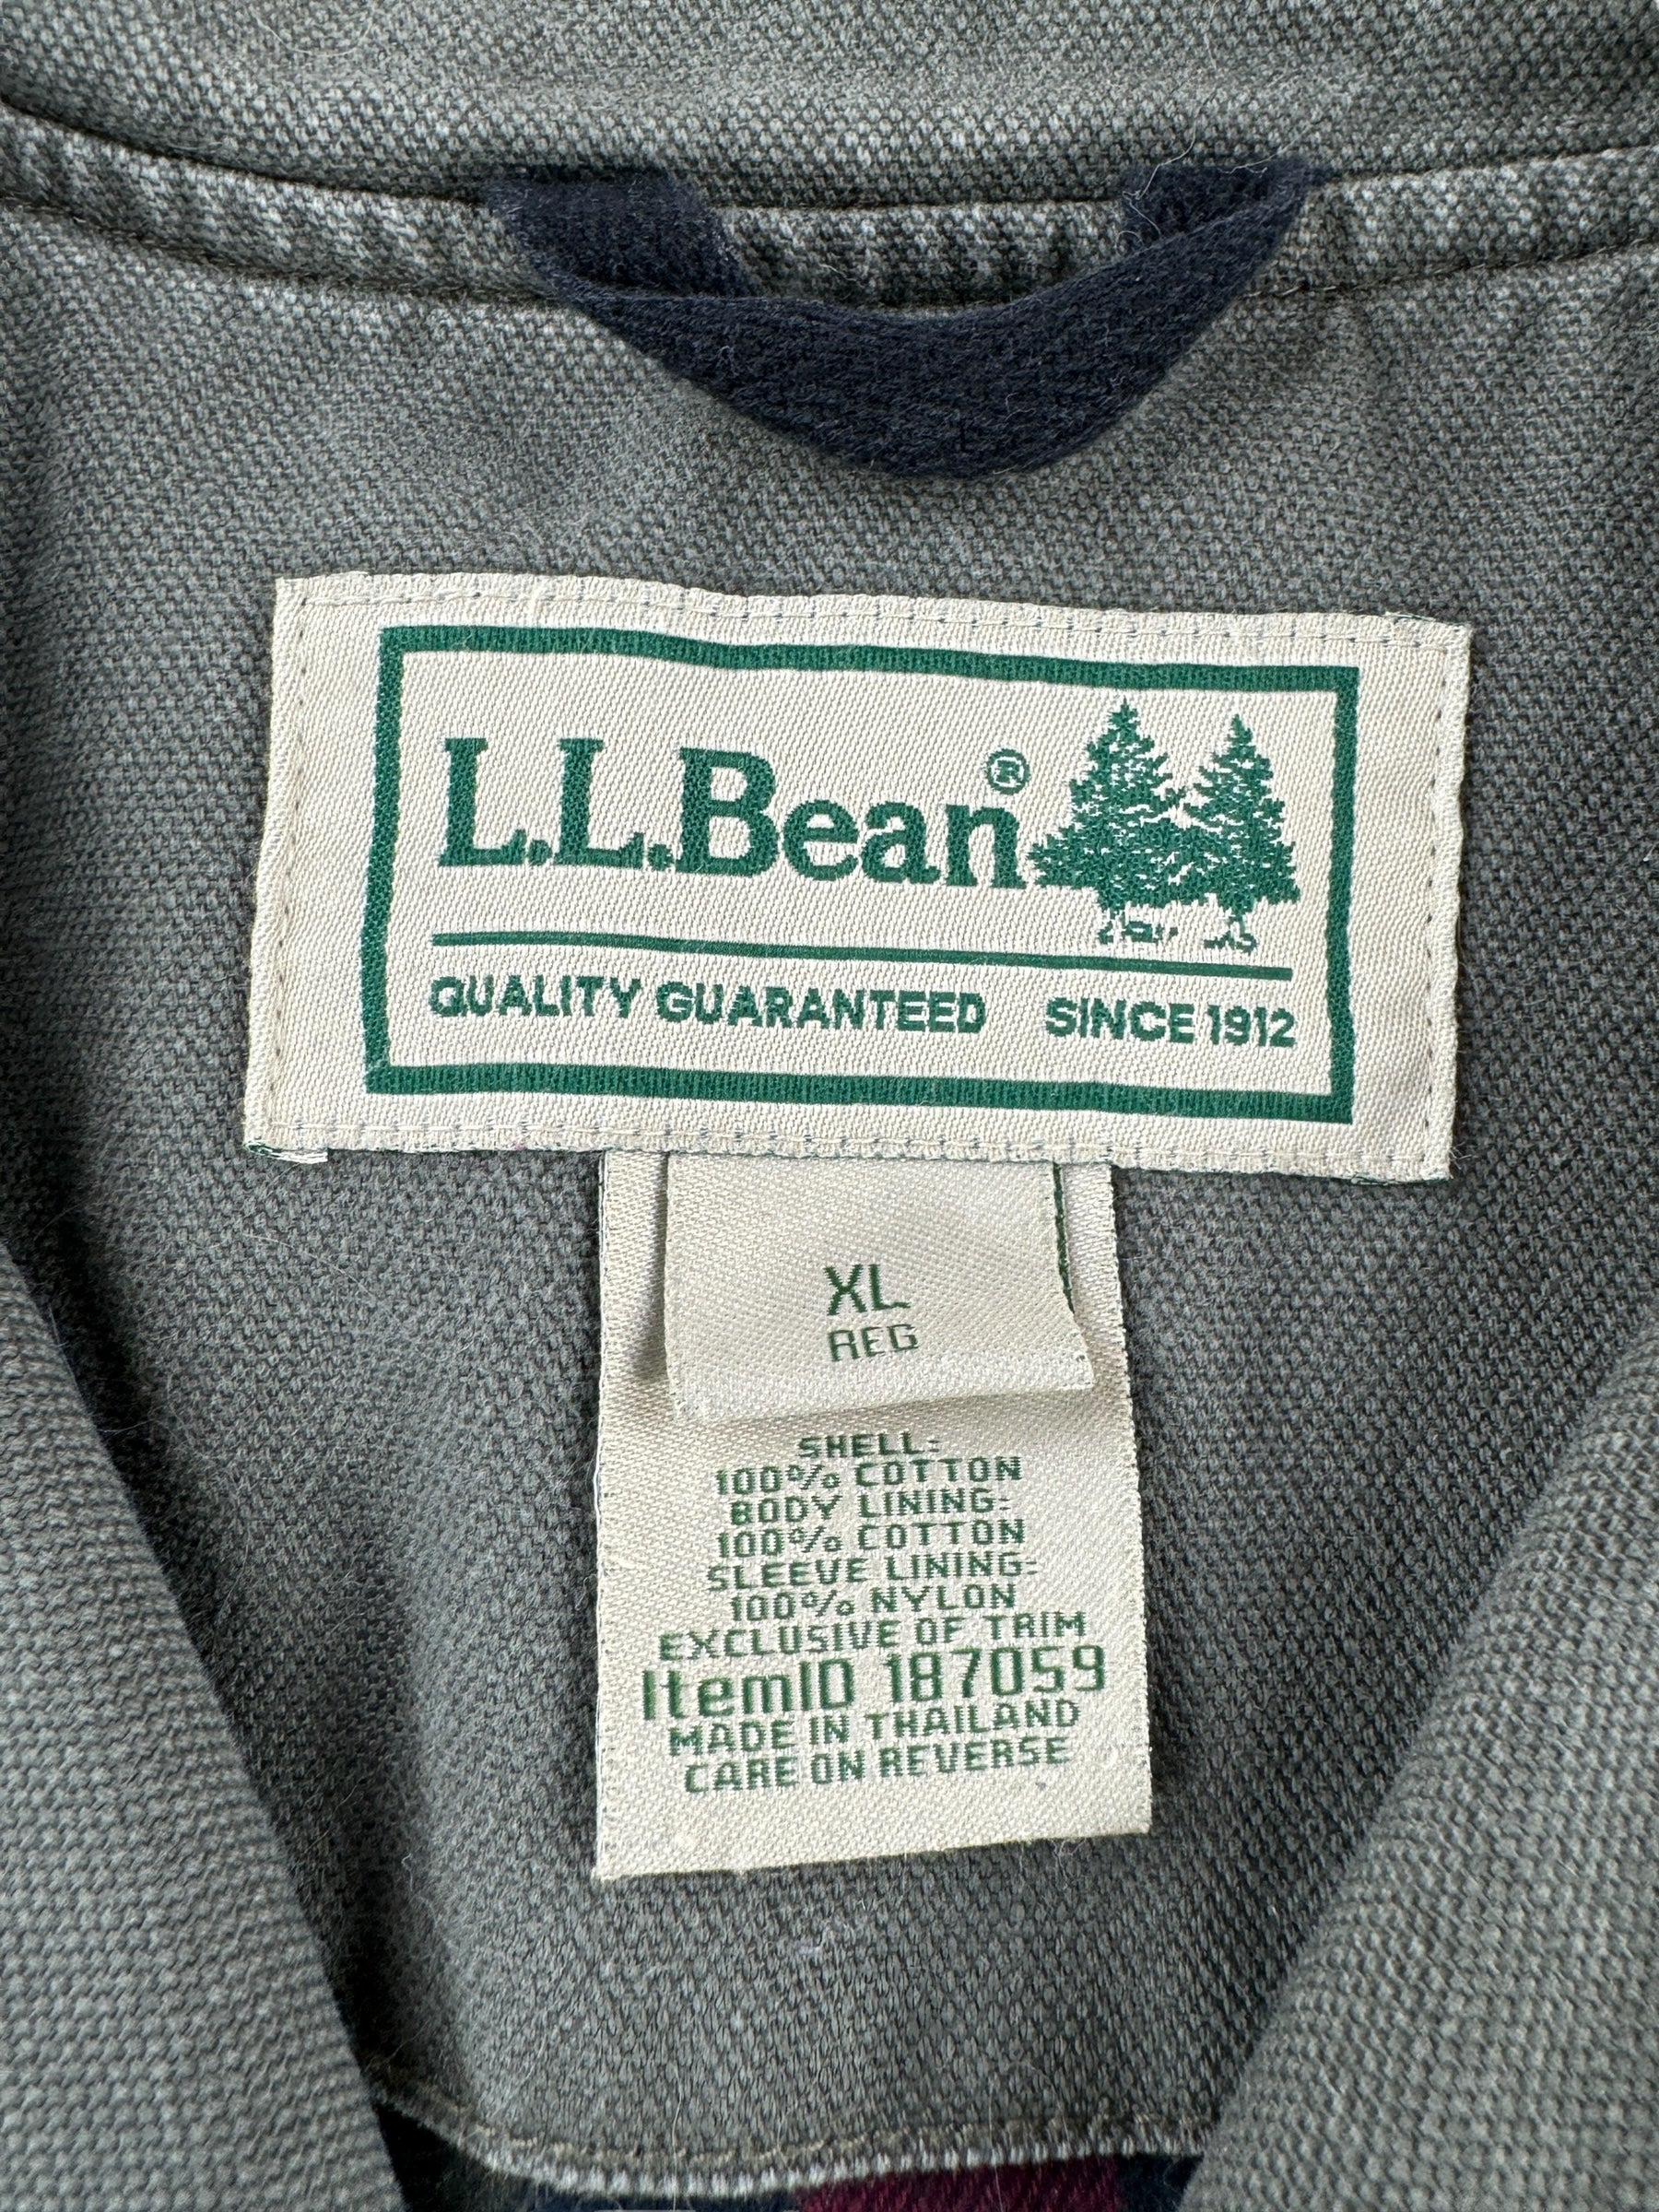 L.L.Bean®
QUALITY GUARANTEED SINCE 1912
XL
REG
SHELL:
100% COTTON
BODY LINING:
100% COTTON
SLEEVE LINING:
100% NYLON
EXCLUSIVE OF TRIM
ItemID 187059
MADE IN THAILAND
CARE ON REVERSE